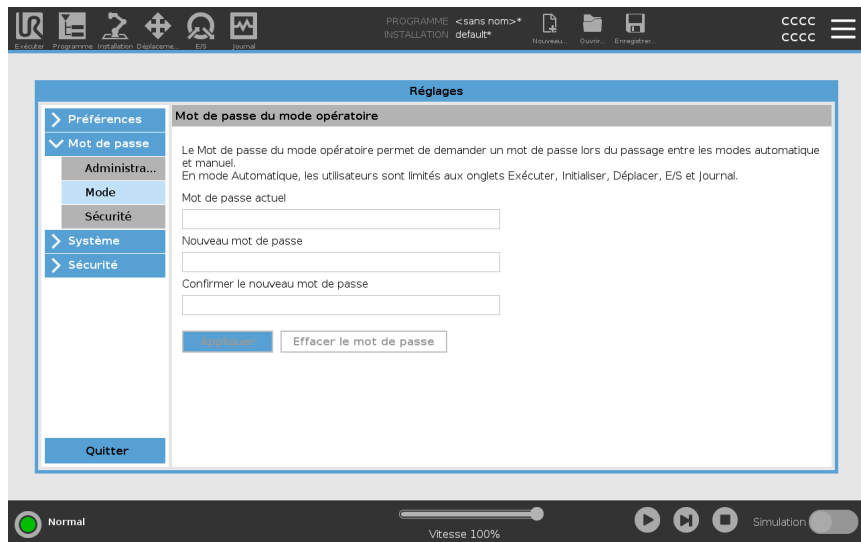 PROGRAMME <sans nom>*
INSTALLATION default*
CCCC
CCCC
Exécuter Programme Installation Déplaceme... E/S Journal
Nouveau... Ouvrir... Enregistrer...
Réglages
Préférences
Mot de passe
Administra...
Mode
Sécurité
Système
Sécurité
Quitter
Mot de passe du mode opératoire
Le Mot de passe du mode opératoire permet de demander un mot de passe lors du passage entre les modes automatique
et manuel.
En mode Automatique, les utilisateurs sont limités aux onglets Exécuter, Initialiser, Déplacer, E/S et Journal.
Mot de passe actuel
Nouveau mot de passe
Confirmer le nouveau mot de passe
Appliquer Effacer le mot de passe
Normal
Vitesse 100%
Simulation